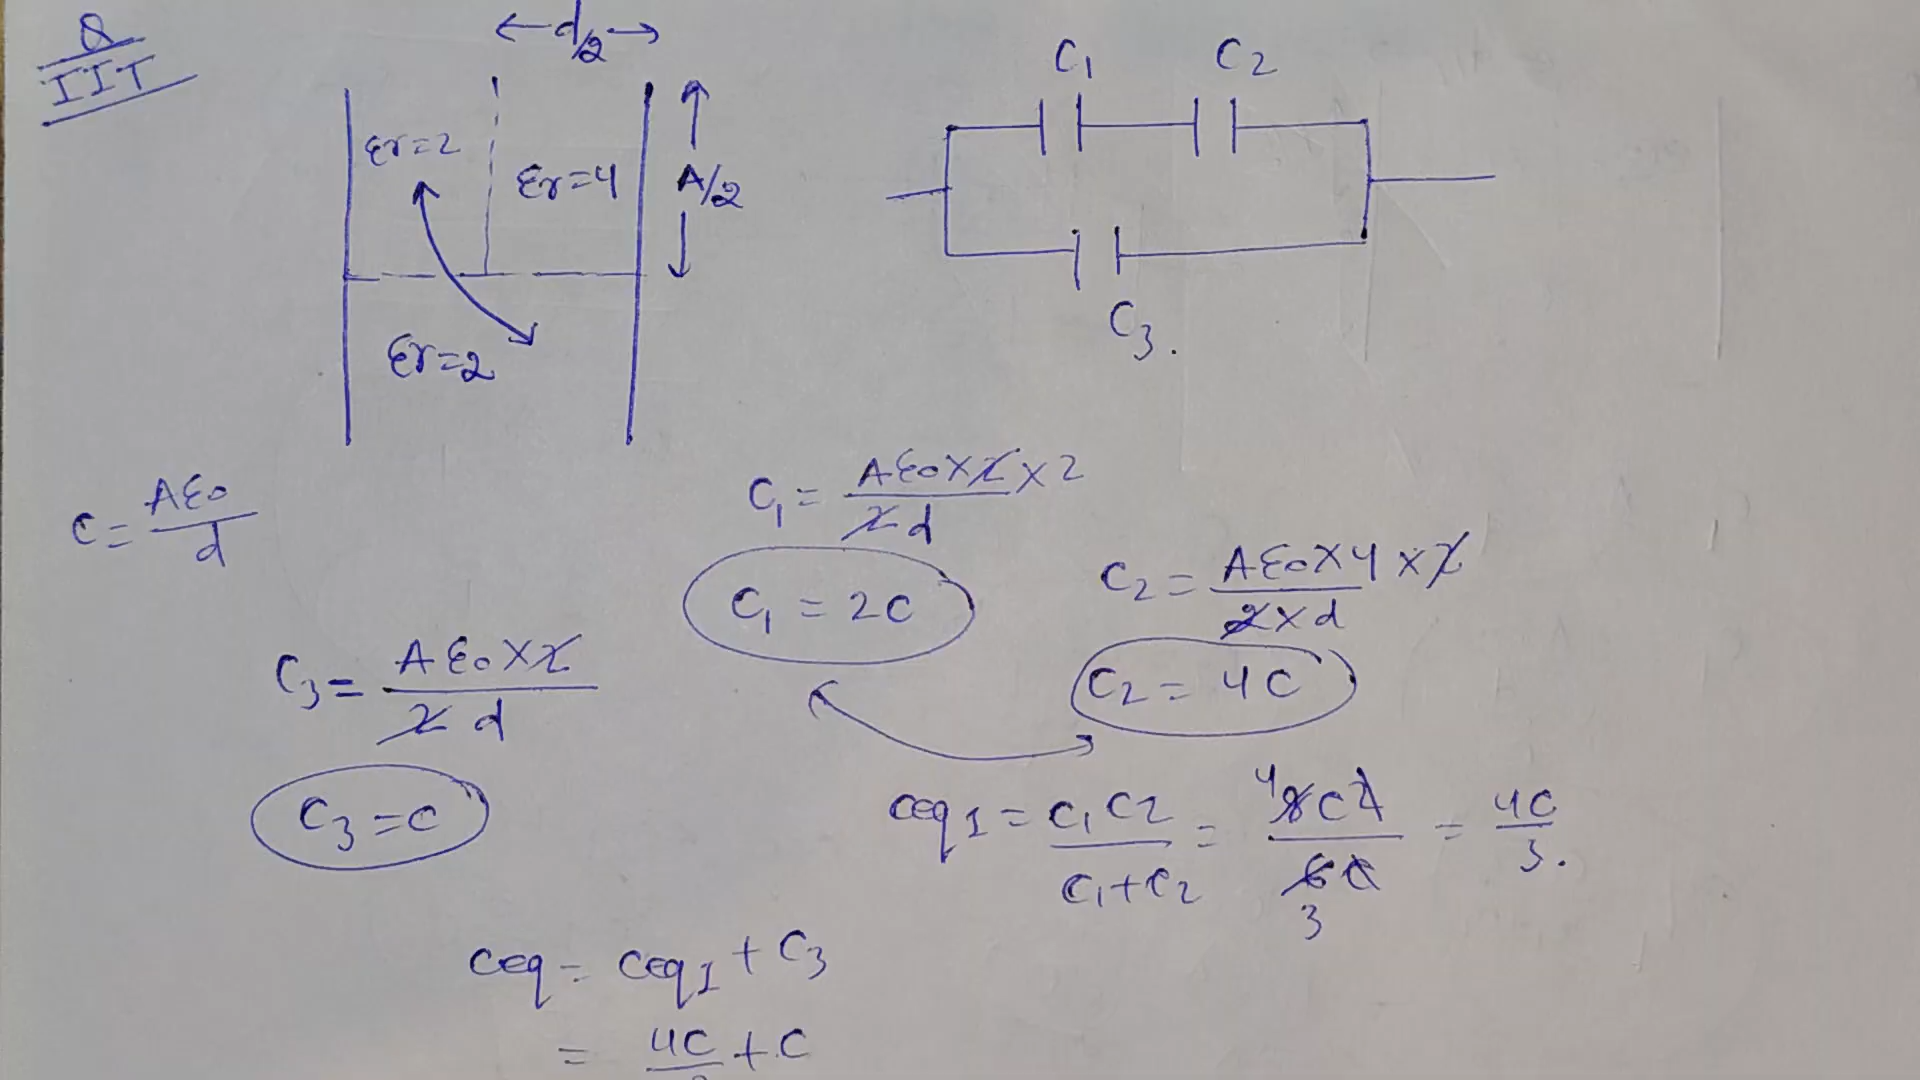 Q
IIT
←d/2→
εr=2
εr=4
A/2
εr=2
C1
C2
C3.
C = Aε0/d
C1 = Aε0×2×2/2d
C1 = 2C
C2 = Aε0×4×2/2×d
C2 = 4C
C3 = Aε0×2/2d
C3 = C
Ceq1 = C1C2/C1+C2 = 4 8C2/6C 3 = 4C/3.
Ceq = Ceq1 + C3
= 4C/3 + C